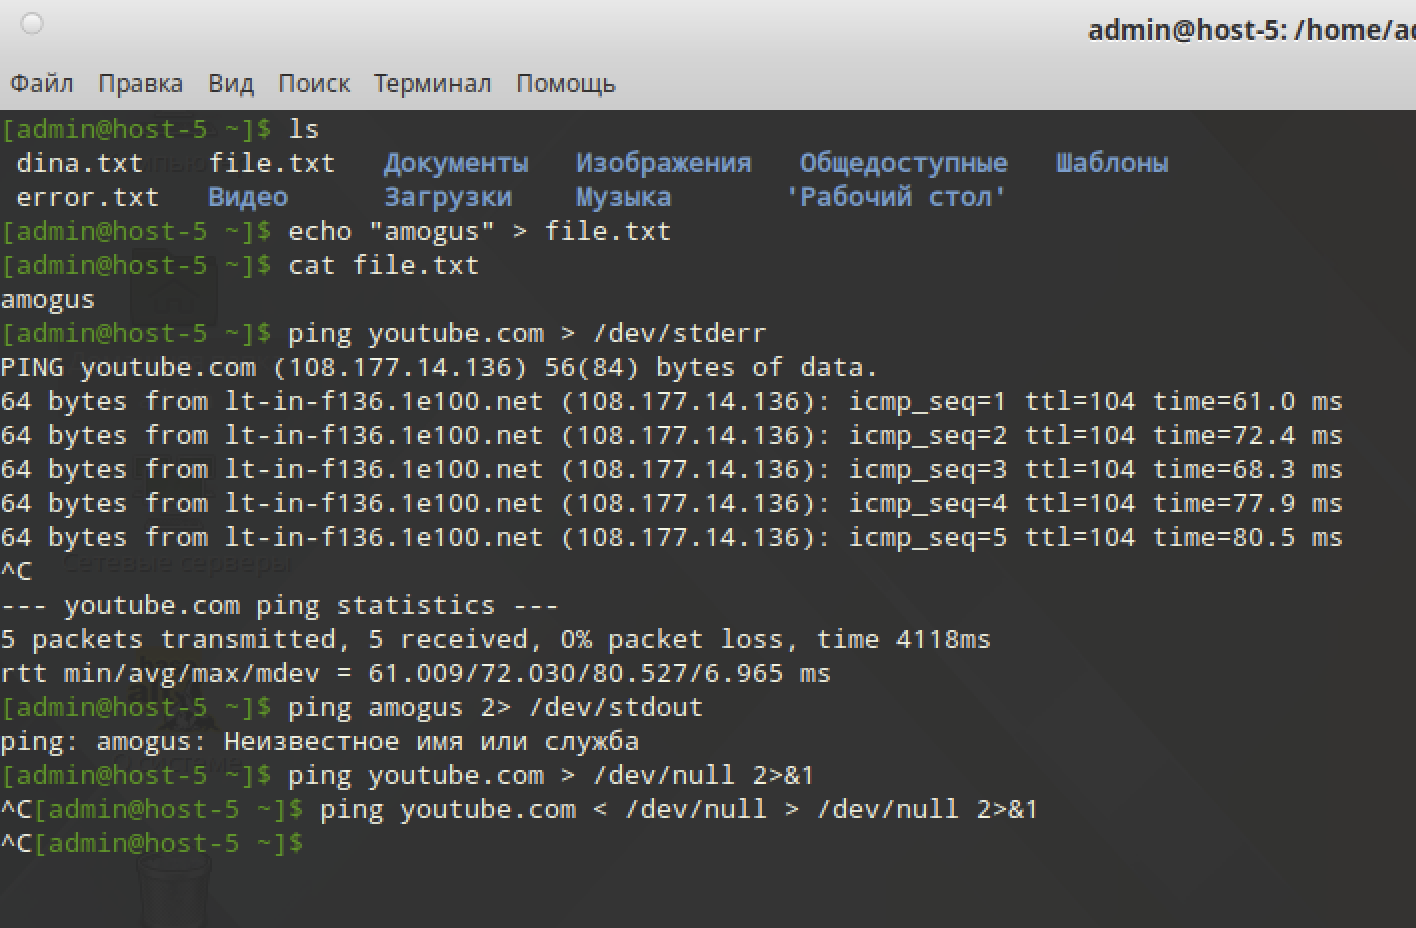 admin@host-5: /home/ad
Файл Правка Вид Поиск Терминал Помощь
[admin@host-5 ~]$ ls
dina.txt file.txt Документы Изображения Общедоступные Шаблоны
error.txt Видео Загрузки Музыка 'Рабочий стол'
[admin@host-5 ~]$ echo "amogus" > file.txt
[admin@host-5 ~]$ cat file.txt
amogus
[admin@host-5 ~]$ ping youtube.com > /dev/stderr
PING youtube.com (108.177.14.136) 56(84) bytes of data.
64 bytes from lt-in-f136.1e100.net (108.177.14.136): icmp_seq=1 ttl=104 time=61.0 ms
64 bytes from lt-in-f136.1e100.net (108.177.14.136): icmp_seq=2 ttl=104 time=72.4 ms
64 bytes from lt-in-f136.1e100.net (108.177.14.136): icmp_seq=3 ttl=104 time=68.3 ms
64 bytes from lt-in-f136.1e100.net (108.177.14.136): icmp_seq=4 ttl=104 time=77.9 ms
64 bytes from lt-in-f136.1e100.net (108.177.14.136): icmp_seq=5 ttl=104 time=80.5 ms
^C
Сетевые серверы
--- youtube.com ping statistics ---
5 packets transmitted, 5 received, 0% packet loss, time 4118ms
rtt min/avg/max/mdev = 61.009/72.030/80.527/6.965 ms
[admin@host-5 ~]$ ping amogus 2> /dev/stdout
ping: amogus: Неизвестное имя или служба
[admin@host-5 ~]$ ping youtube.com > /dev/null 2>&1
^C[admin@host-5 ~]$ ping youtube.com < /dev/null > /dev/null 2>&1
^C[admin@host-5 ~]$